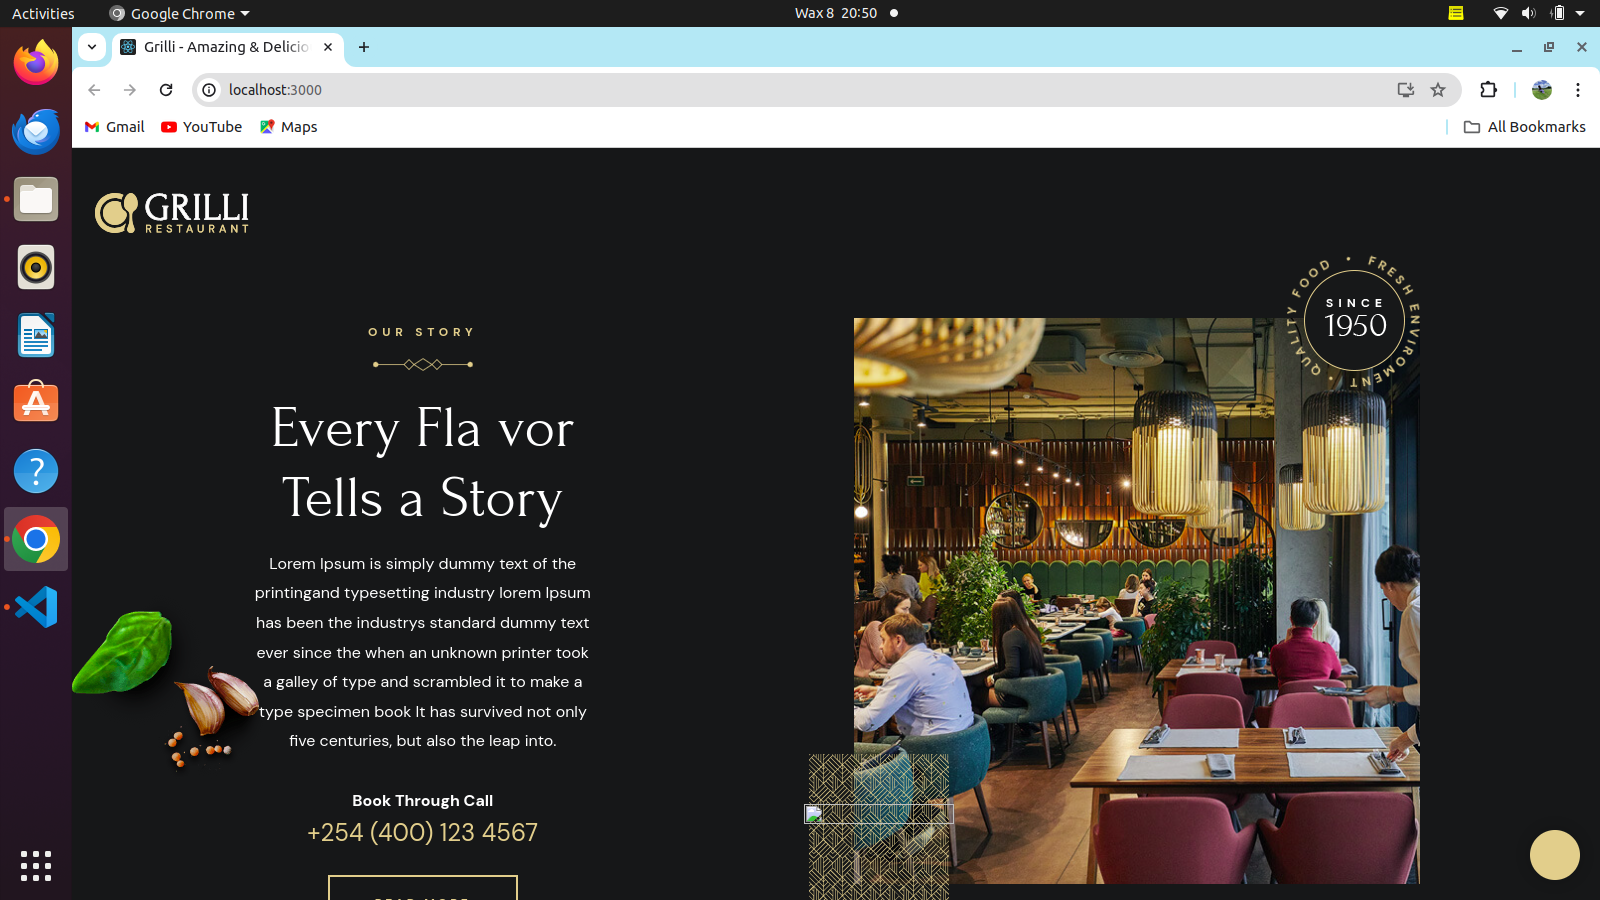 Activities
Google Chrome
Wax 8 20:50
Grilli - Amazing & Delicio
localhost:3000
Gmail
YouTube
Maps
All Bookmarks
GRILLI
RESTAURANT
QUALITY FOOD • FRESH ENVIROMENT •
SINCE
1950
OUR STORY
Every Fla vor
Tells a Story
Lorem Ipsum is simply dummy text of the
printingand typesetting industry lorem Ipsum
has been the industrys standard dummy text
ever since the when an unknown printer took
a galley of type and scrambled it to make a
type specimen book It has survived not only
five centuries, but also the leap into.
Book Through Call
+254 (400) 123 4567
READ MORE